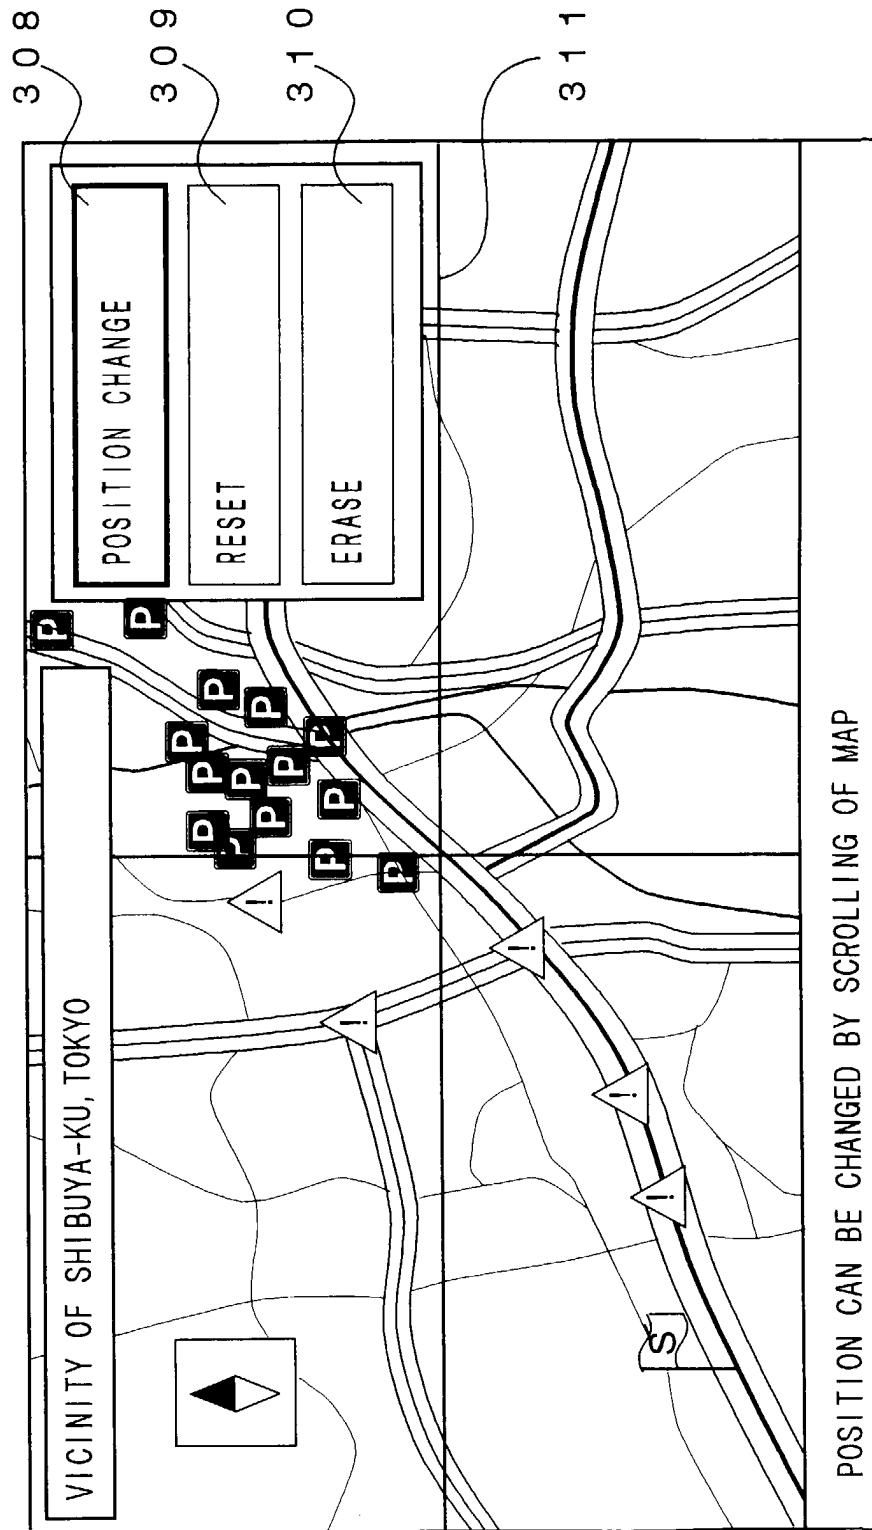 VICINITY OF SHIBUYA-KU, TOKYO
P
POSITION CHANGE
308
P
P
P
P
P
P
P
RESET
309
!
P
P
P
P
P
P
ERASE
310
!
P
311
!
!
!
S
POSITION CAN BE CHANGED BY SCROLLING OF MAP